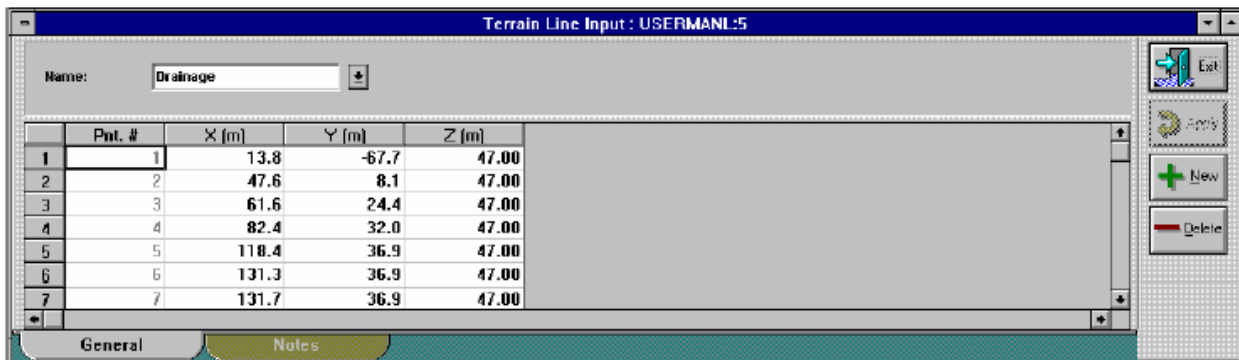 Terrain Line Input : USERMANL:5
Name: Drainage
Exit
Apply
New
Delete
Pnt. # X (m) Y (m) Z (m)
1 1 13.8 -67.7 47.00
2 2 47.6 8.1 47.00
3 3 61.6 24.4 47.00
4 4 82.4 32.0 47.00
5 5 118.4 36.9 47.00
6 6 131.3 36.9 47.00
7 7 131.7 36.9 47.00
General Notes